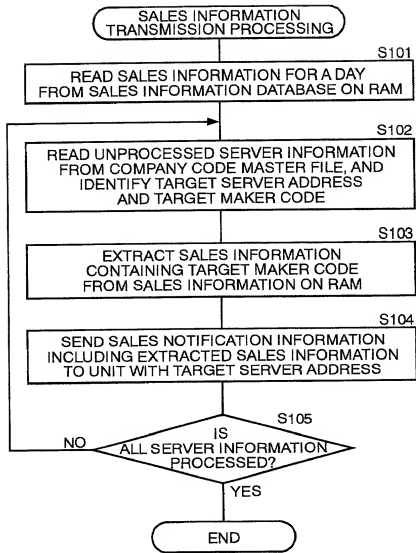 SALES INFORMATION
TRANSMISSION PROCESSING
S101
READ SALES INFORMATION FOR A DAY
FROM SALES INFORMATION DATABASE ON RAM
S102
READ UNPROCESSED SERVER INFORMATION
FROM COMPANY CODE MASTER FILE, AND
IDENTIFY TARGET SERVER ADDRESS
AND TARGET MAKER CODE
S103
EXTRACT SALES INFORMATION
CONTAINING TARGET MAKER CODE
FROM SALES INFORMATION ON RAM
S104
SEND SALES NOTIFICATION INFORMATION
INCLUDING EXTRACTED SALES INFORMATION
TO UNIT WITH TARGET SERVER ADDRESS
S105
IS
ALL SERVER INFORMATION
PROCESSED?
NO
YES
END